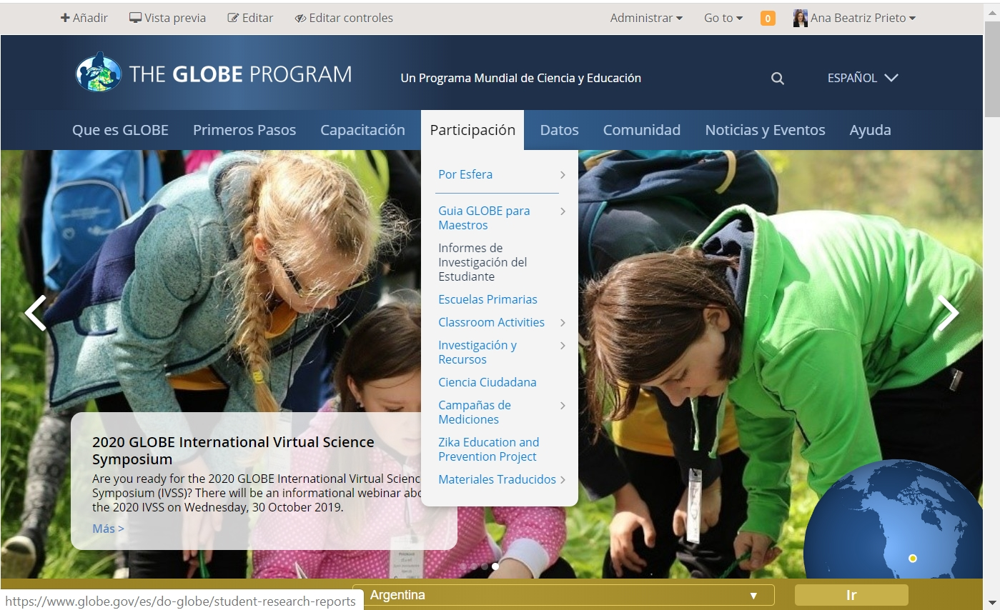 Añadir Vista previa Editar Editar controles Administrar Go to 0 Ana Beatriz Prieto
THE GLOBE PROGRAM Un Programa Mundial de Ciencia y Educación ESPAÑOL
Que es GLOBE Primeros Pasos Capacitación Participación Datos Comunidad Noticias y Eventos Ayuda
Por Esfera
Guia GLOBE para
Maestros
Informes de
Investigación del
Estudiante
Escuelas Primarias
Classroom Activities
Investigación y
Recursos
Ciencia Ciudadana
Campañas de
Mediciones
Zika Education and
Prevention Project
Materiales Traducidos
2020 GLOBE International Virtual Science
Symposium
Are you ready for the 2020 GLOBE International Virtual Scienc
Symposium (IVSS)? There will be an informational webinar abo
the 2020 IVSS on Wednesday, 30 October 2019.
Más >
Argentina Ir
https://www.globe.gov/es/do-globe/student-research-reports